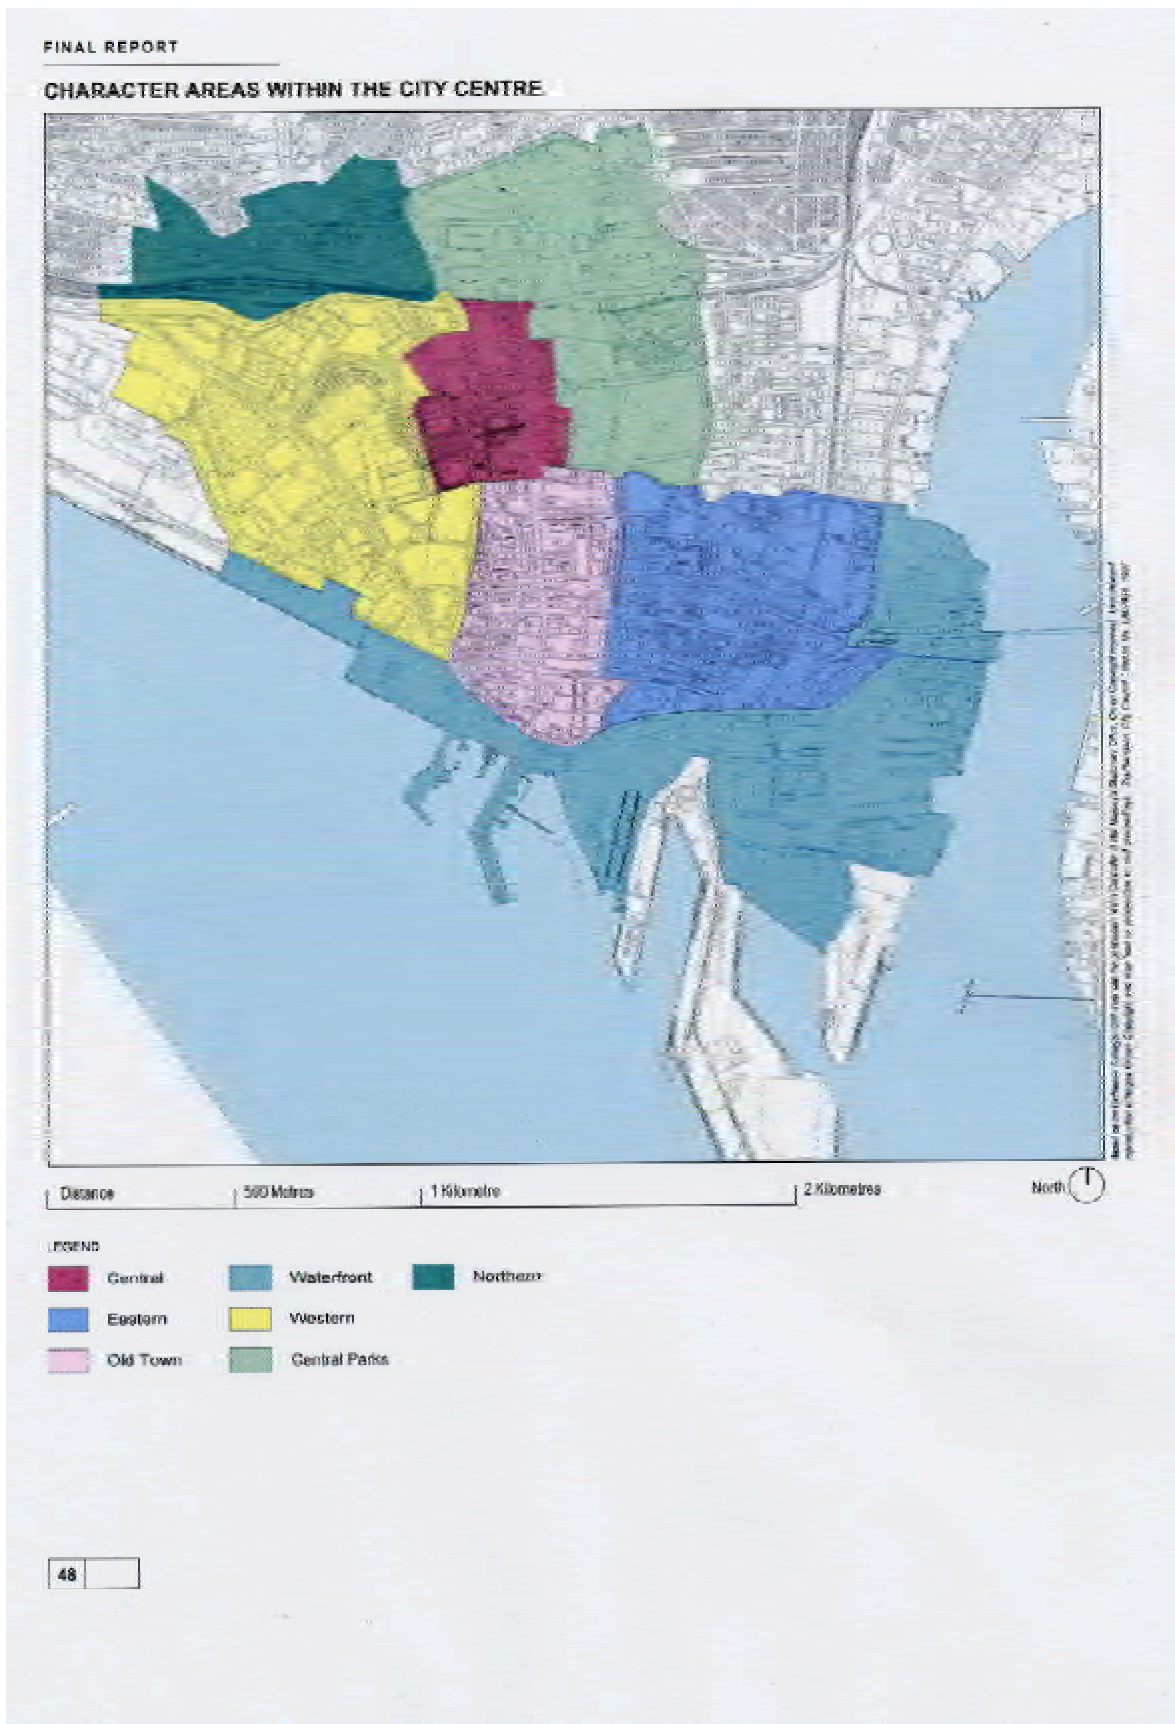 FINAL REPORT
CHARACTER AREAS WITHIN THE CITY CENTRE
Distance
500 Metres
1 Kilometre
2 Kilometres
North
LEGEND
Central
Waterfront
Northern
Eastern
Western
Old Town
Central Parks
48